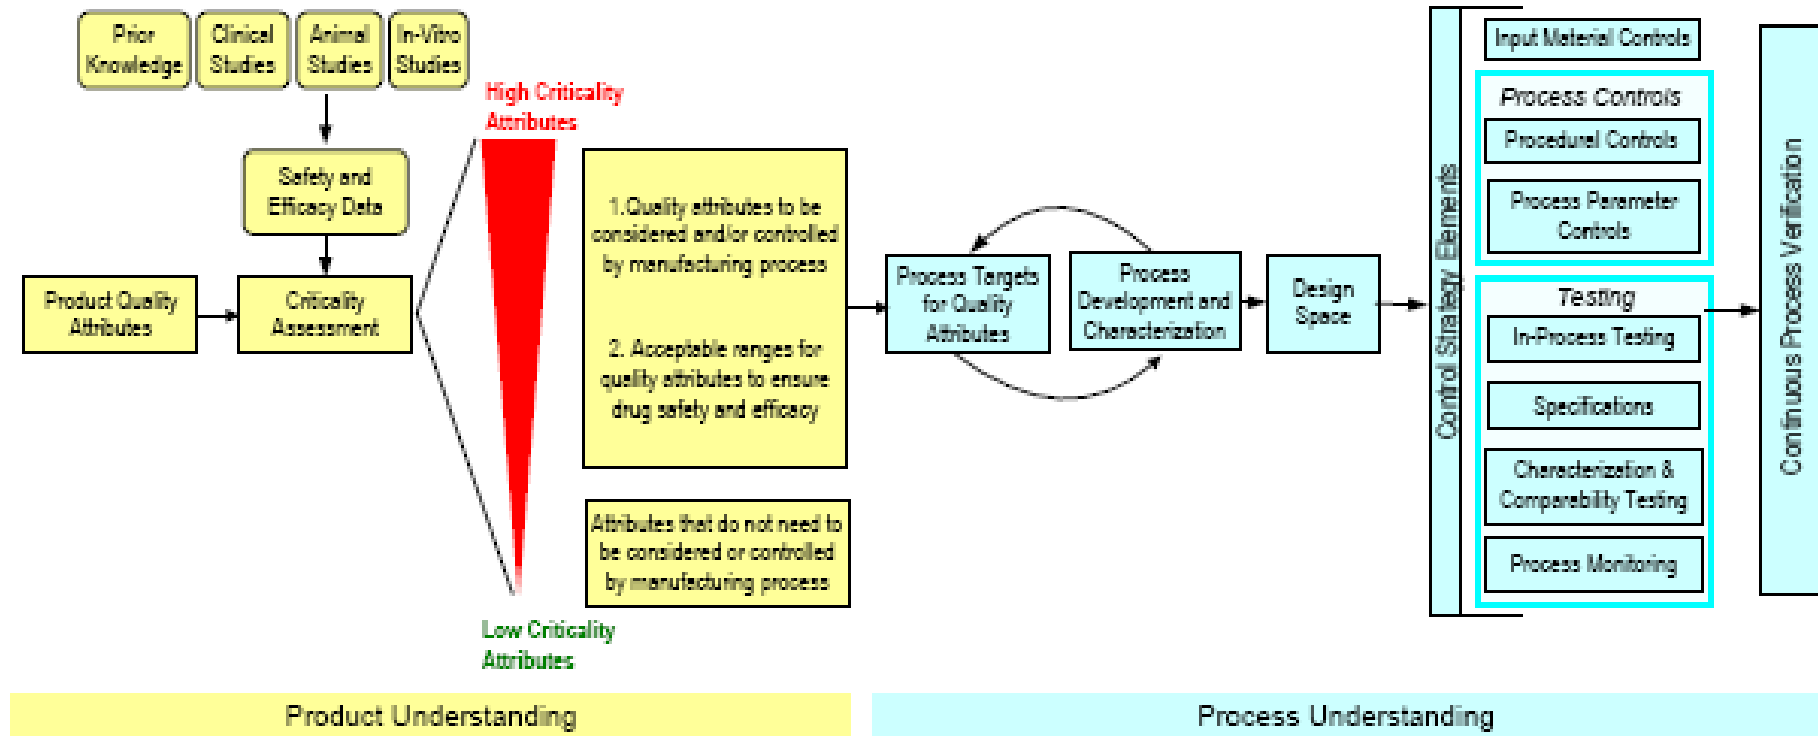 Prior
Knowledge
Clinical
Studies
Animal
Studies
In-Vitro
Studies
High Criticality
Attributes
Safety and
Efficacy Data
Product Quality
Attributes
Criticality
Assessment
1.Quality attributes to be
considered and/or controlled
by manufacturing process
2. Acceptable ranges for
quality attributes to ensure
drug safety and efficacy
Attributes that do not need to
be considered or controlled
by manufacturing process
Low Criticality
Attributes
Product Understanding
Process Targets
for Quality
Attributes
Process
Development and
Characterization
Design
Space
Control Strategy Elements
Input Material Controls
Process Controls
Procedural Controls
Process Parameter
Controls
Testing
In-Process Testing
Specifications
Characterization &
Comparability Testing
Process Monitoring
Continuous Process Verification
Process Understanding